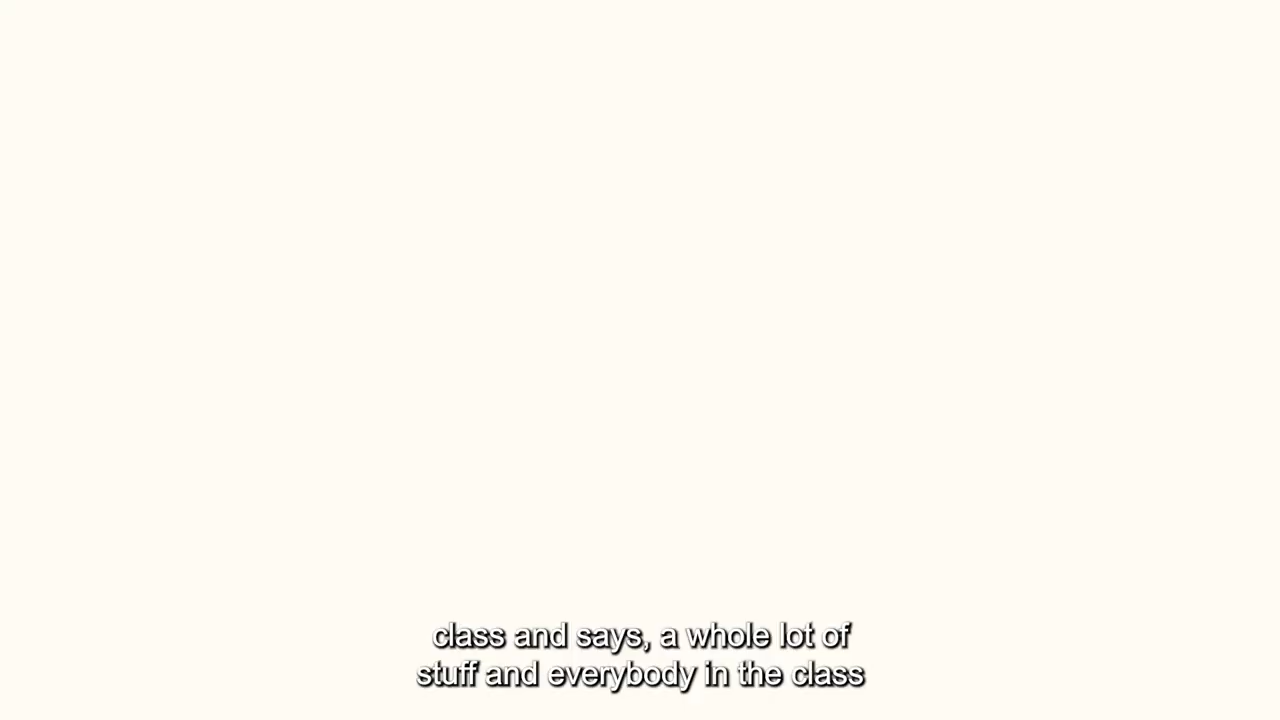 class and says, a whole lot of
stuff and everybody in the class